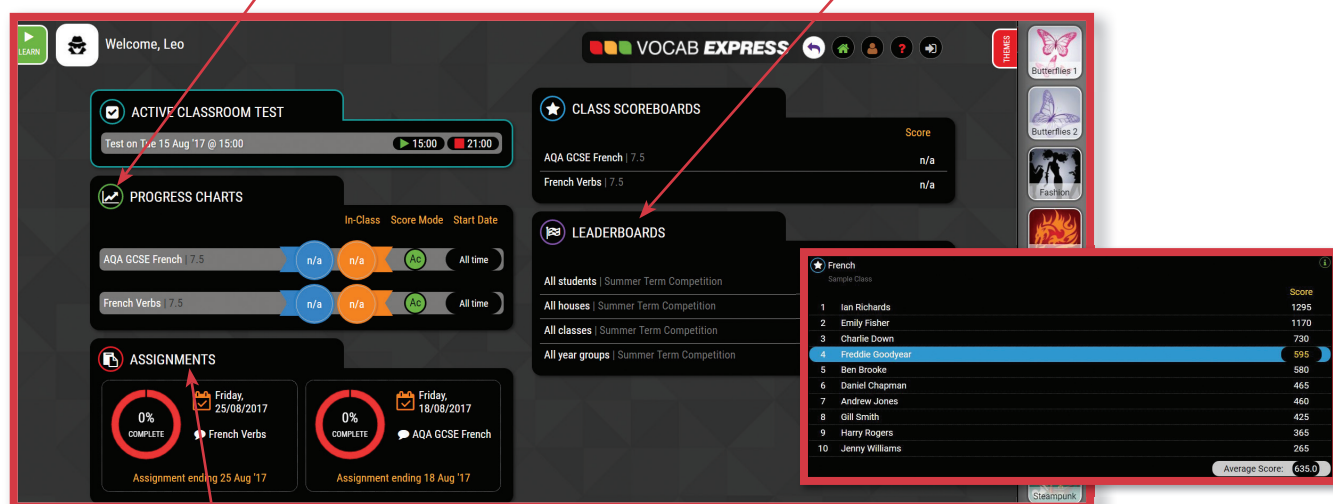 LEARN
Welcome, Leo
VOCAB EXPRESS
?
THEMES
Butterflies 1
Butterflies 2
Fashion
Steampunk
ACTIVE CLASSROOM TEST
Test on Tue 15 Aug '17 @ 15:00
15:00
21:00
PROGRESS CHARTS
In-Class Score Mode Start Date
AQA GCSE French | 7.5 n/a n/a Ac All time
French Verbs | 7.5 n/a n/a Ac All time
ASSIGNMENTS
0%
COMPLETE
Friday,
25/08/2017
French Verbs
Assignment ending 25 Aug '17
0%
COMPLETE
Friday,
18/08/2017
AQA GCSE French
Assignment ending 18 Aug '17
CLASS SCOREBOARDS
Score
AQA GCSE French | 7.5 n/a
French Verbs | 7.5 n/a
LEADERBOARDS
All students | Summer Term Competition
All houses | Summer Term Competition
All classes | Summer Term Competition
All year groups | Summer Term Competition
French
Sample Class
Score
1 Ian Richards 1295
2 Emily Fisher 1170
3 Charlie Down 730
4 Freddie Goodyear 595
5 Ben Brooke 580
6 Daniel Chapman 465
7 Andrew Jones 460
8 Gill Smith 425
9 Harry Rogers 365
10 Jenny Williams 265
Average Score: 635.0